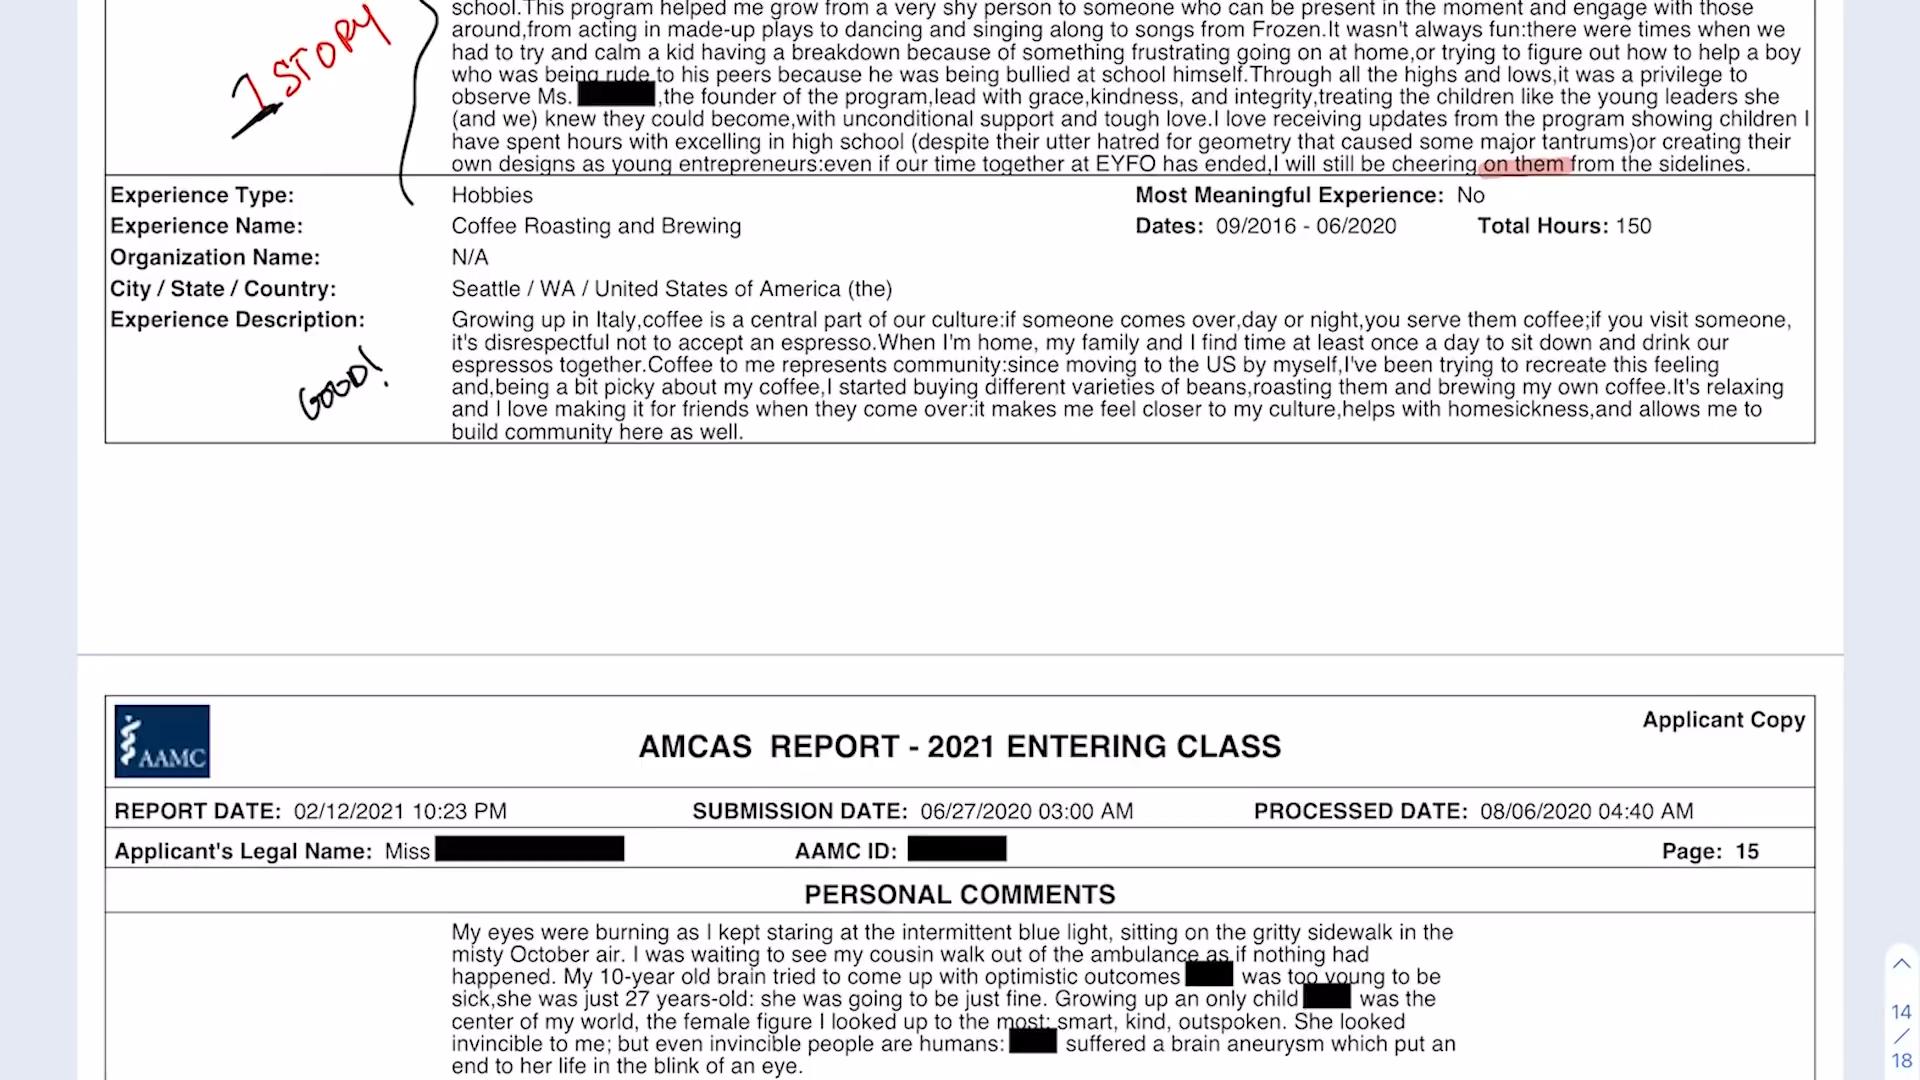 school.This program helped me grow from a very shy person to someone who can be present in the moment and engage with those
around,from acting in made-up plays to dancing and singing along to songs from Frozen.It wasn't always fun:there were times when we
had to try and calm a kid having a breakdown because of something frustrating going on at home,or trying to figure out how to help a boy
who was being rude to his peers because he was being bullied at school himself.Through all the highs and lows,it was a privilege to
observe Ms. ,the founder of the program,lead with grace,kindness, and integrity,treating the children like the young leaders she
(and we) knew they could become,with unconditional support and tough love.I love receiving updates from the program showing children I
have spent hours with excelling in high school (despite their utter hatred for geometry that caused some major tantrums)or creating their
own designs as young entrepreneurs:even if our time together at EYFO has ended,I will still be cheering on them from the sidelines.
1 STORY
Experience Type: Hobbies Most Meaningful Experience: No
Experience Name: Coffee Roasting and Brewing Dates: 09/2016 - 06/2020 Total Hours: 150
Organization Name: N/A
City / State / Country: Seattle / WA / United States of America (the)
Experience Description: Growing up in Italy,coffee is a central part of our culture:if someone comes over,day or night,you serve them coffee;if you visit someone,
it's disrespectful not to accept an espresso.When I'm home, my family and I find time at least once a day to sit down and drink our
espressos together.Coffee to me represents community:since moving to the US by myself,I've been trying to recreate this feeling
and,being a bit picky about my coffee,I started buying different varieties of beans,roasting them and brewing my own coffee.It's relaxing
and I love making it for friends when they come over:it makes me feel closer to my culture,helps with homesickness,and allows me to
build community here as well.
GOOD!
AAMC
AMCAS REPORT - 2021 ENTERING CLASS
Applicant Copy
REPORT DATE: 02/12/2021 10:23 PM SUBMISSION DATE: 06/27/2020 03:00 AM PROCESSED DATE: 08/06/2020 04:40 AM
Applicant's Legal Name: Miss AAMC ID: Page: 15
PERSONAL COMMENTS
My eyes were burning as I kept staring at the intermittent blue light, sitting on the gritty sidewalk in the
misty October air. I was waiting to see my cousin walk out of the ambulance as if nothing had
happened. My 10-year old brain tried to come up with optimistic outcomes was too young to be
sick,she was just 27 years-old: she was going to be just fine. Growing up an only child was the
center of my world, the female figure I looked up to the most: smart, kind, outspoken. She looked
invincible to me; but even invincible people are humans: suffered a brain aneurysm which put an
end to her life in the blink of an eye.
14
/
18